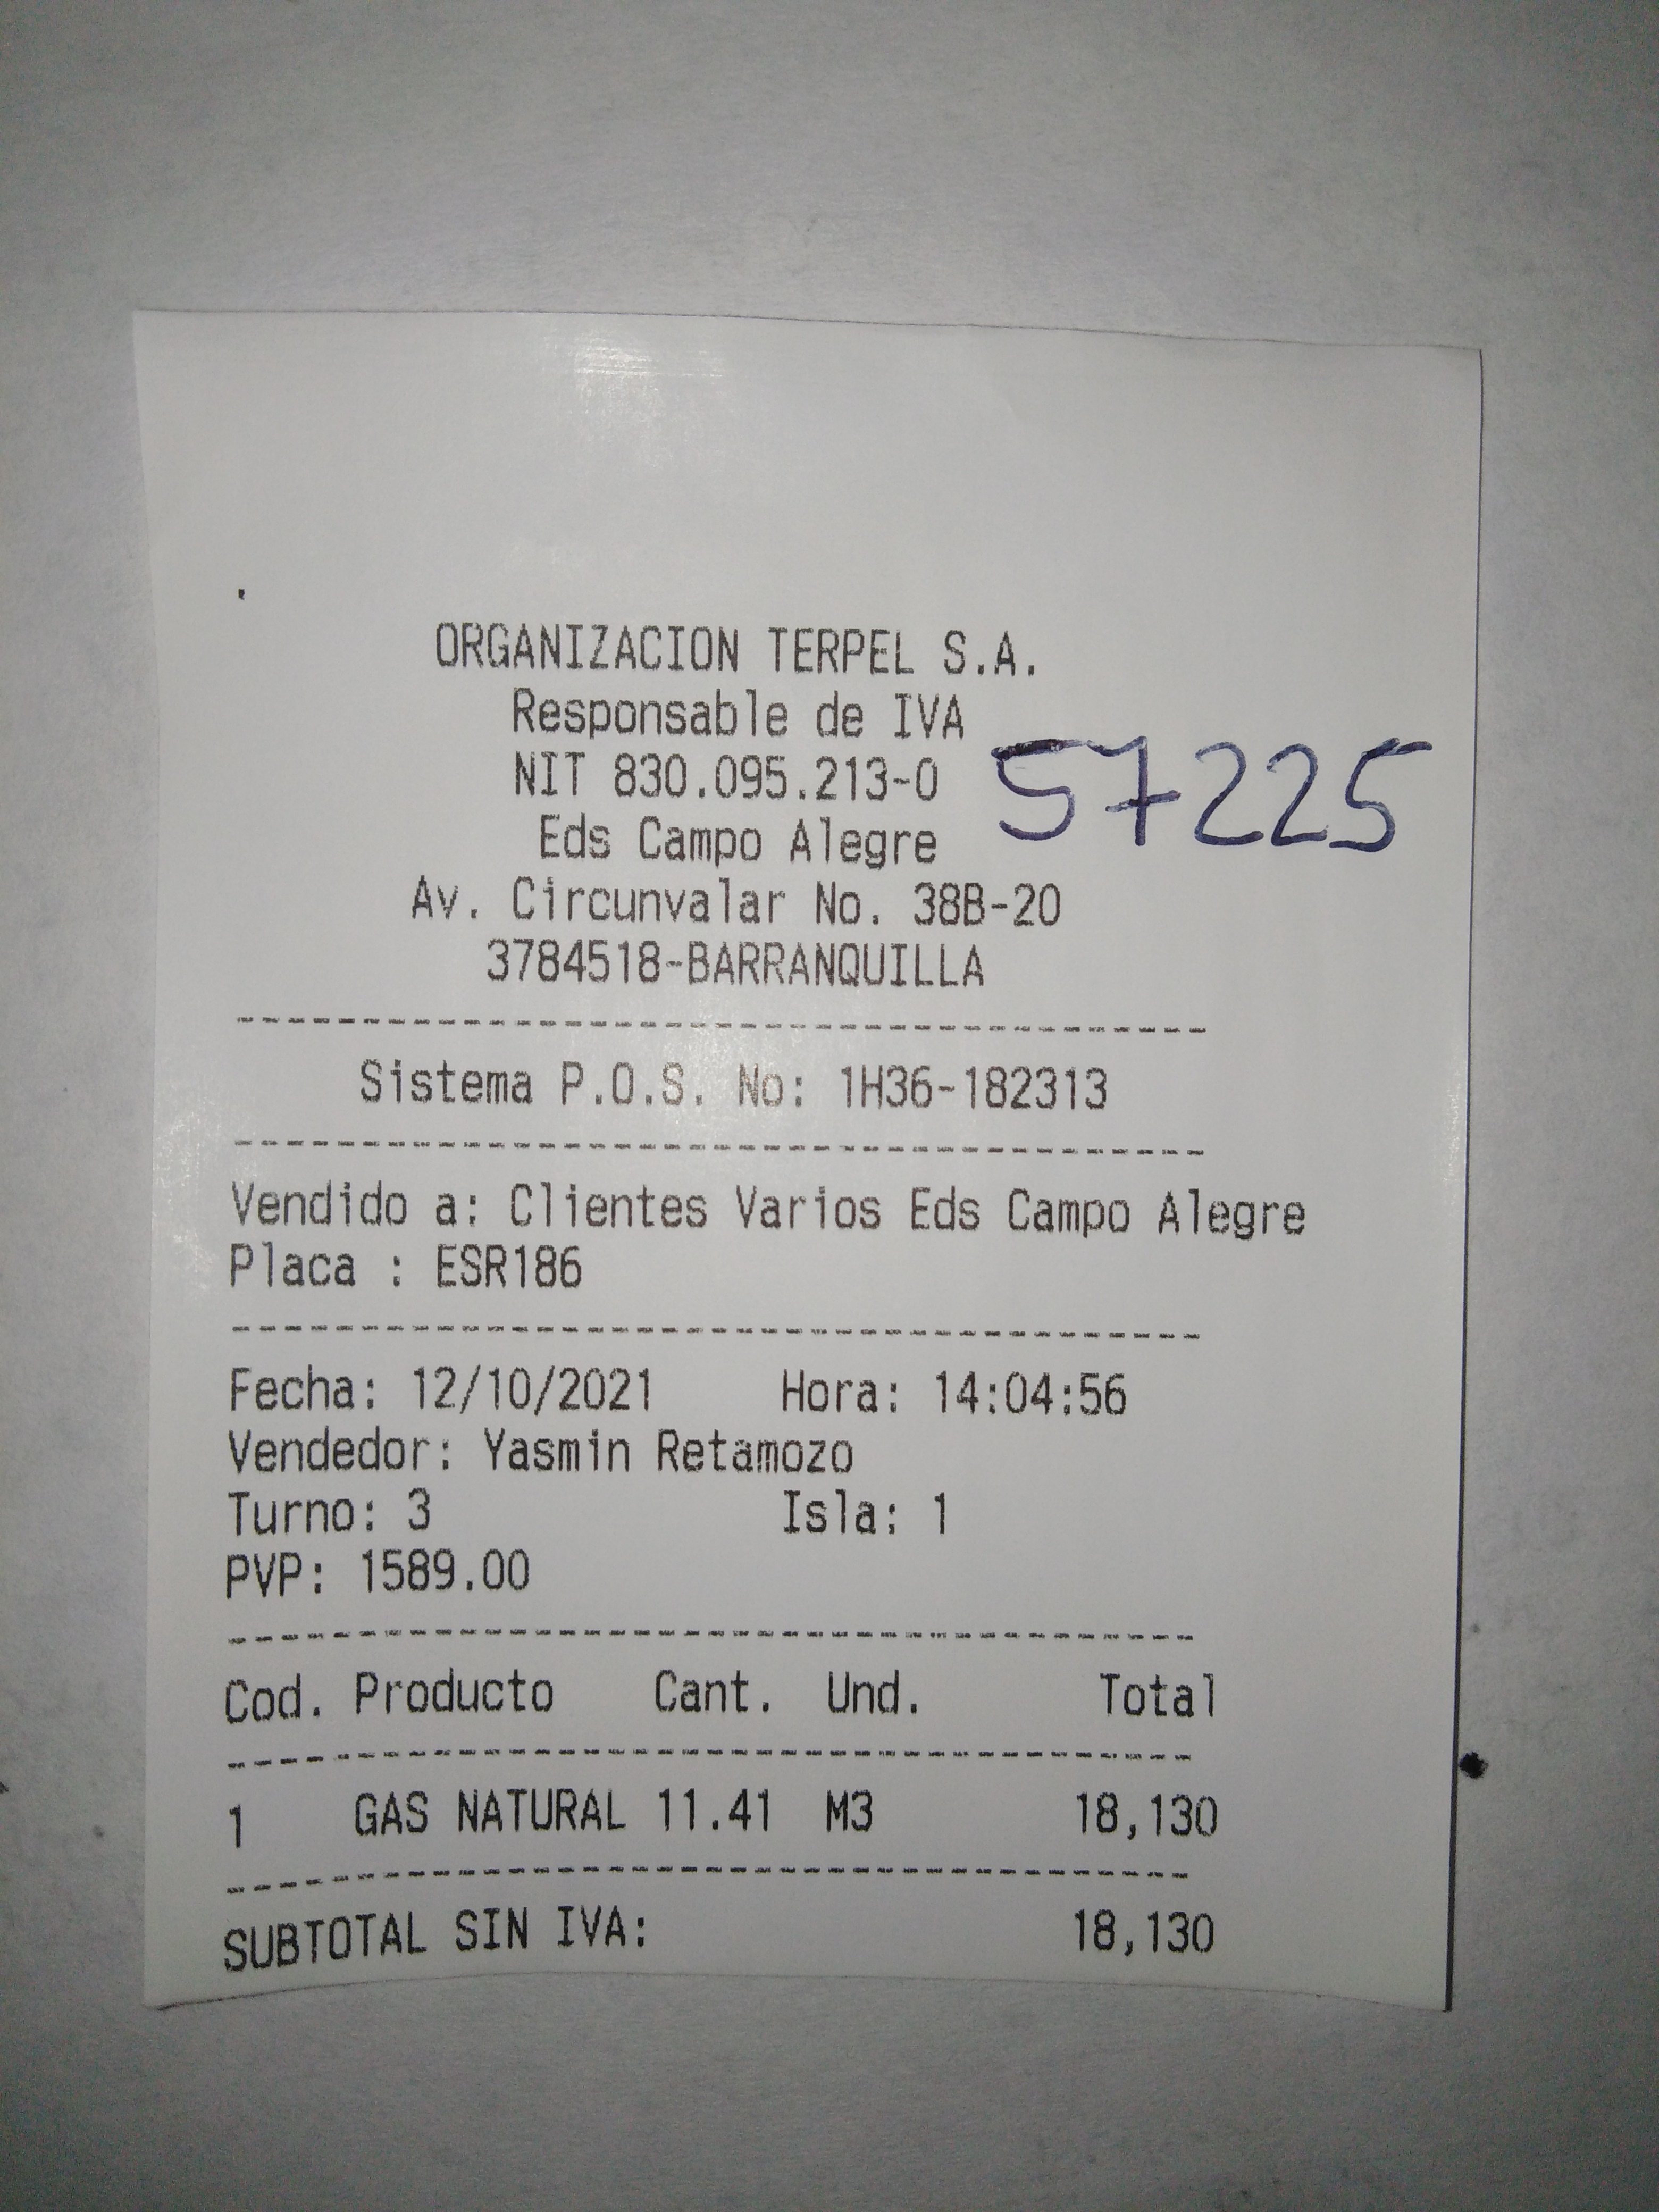 ORGANIZACION TERPEL S.A.
Responsable de IVA
NIT 830.095.213-0
57225
Eds Campo Alegre
Av. Circunvalar No. 38B-20
3784518-BARRANQUILLA
Sistema P.O.S. No: 1H36-182313
Vendido a: Clientes Varios Eds Campo Alegre
Placa : ESR186
Fecha: 12/10/2021 Hora: 14:04:56
Vendedor: Yasmin Retamozo
Turno: 3 Isla: 1
PVP: 1589.00
Cod. Producto Cant. Und. Total
1 GAS NATURAL 11.41 M3 18,130
SUBTOTAL SIN IVA: 18,130